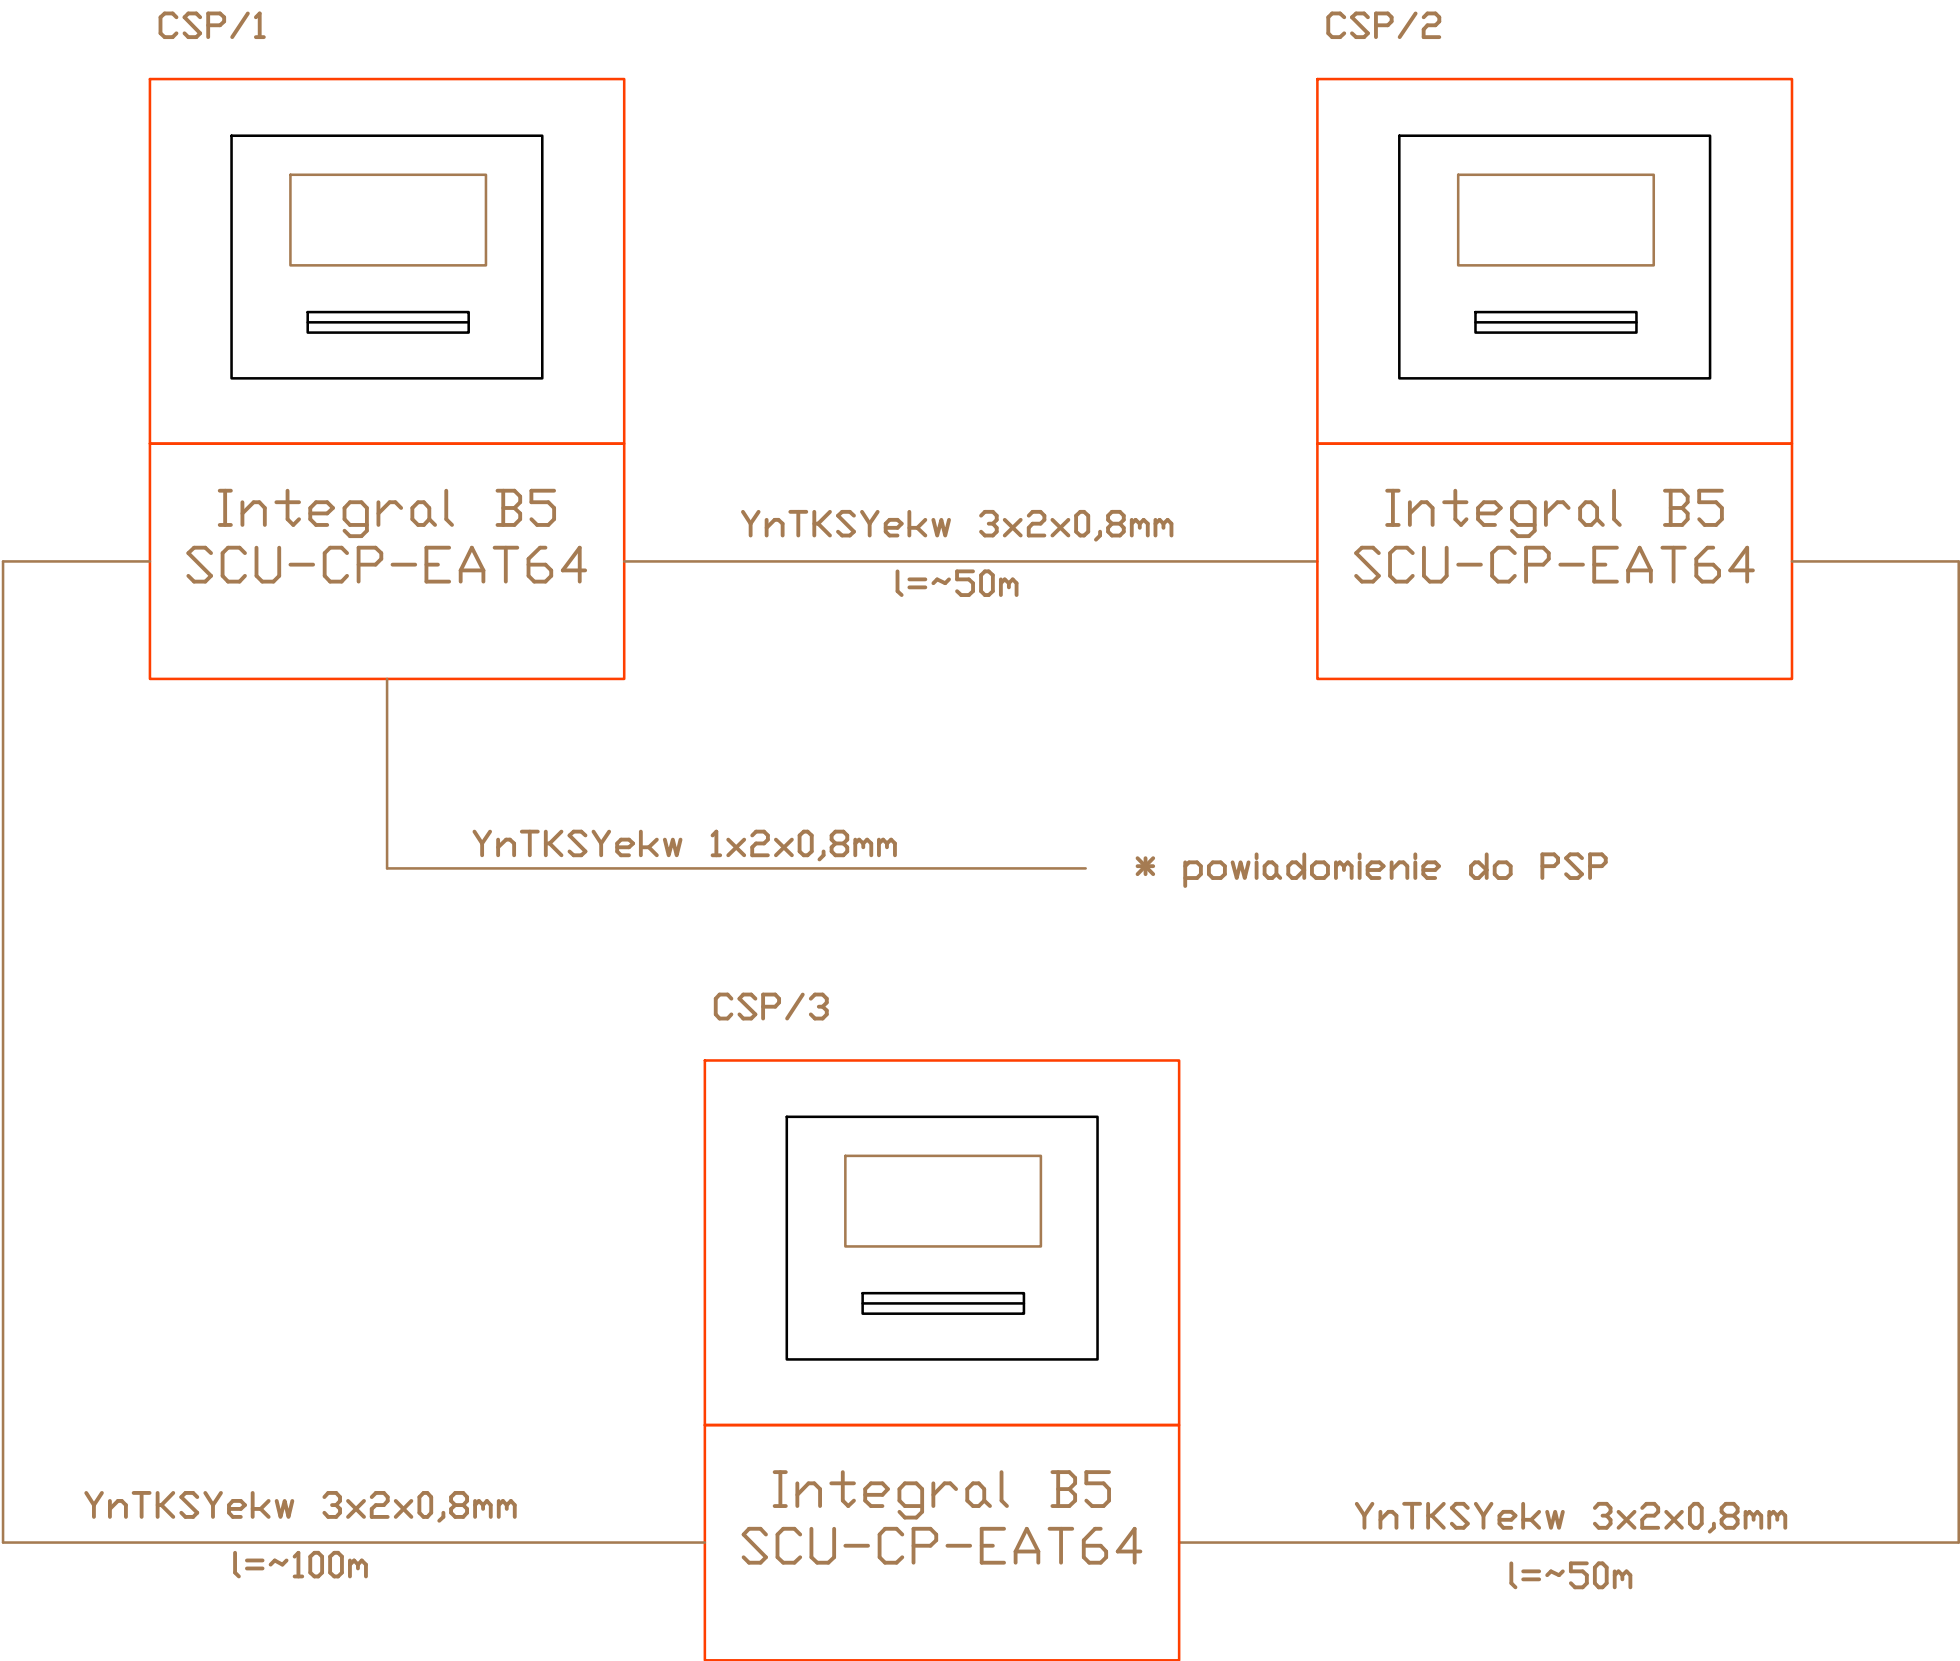 CSP/1
CSP/2
Integral B5
SCU-CP-EAT64
YnTKSYekw 3x2x0,8mm
l=~50m
Integral B5
SCU-CP-EAT64
YnTKSYekw 1x2x0,8mm
* powiadomienie do PSP
CSP/3
Integral B5
SCU-CP-EAT64
YnTKSYekw 3x2x0,8mm
l=~100m
YnTKSYekw 3x2x0,8mm
l=~50m